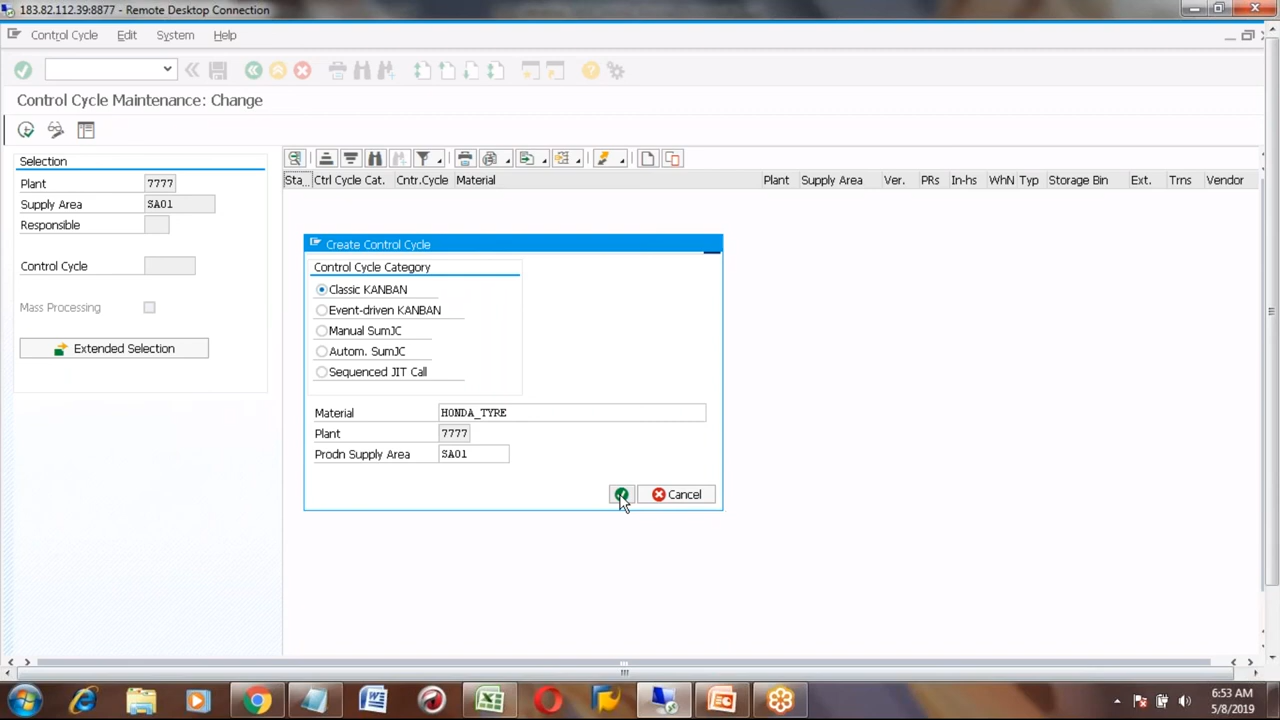 183.82.112.39:8877 - Remote Desktop Connection
Control Cycle Edit System Help
Control Cycle Maintenance: Change
Selection
Plant 7777
Supply Area SA01
Responsible
Control Cycle
Mass Processing
Extended Selection
Sta... Ctrl Cycle Cat. Cntr.Cycle Material Plant Supply Area Ver. PRs In-hs WhN Typ Storage Bin Ext. Trns Vendor
Create Control Cycle
Control Cycle Category
Classic KANBAN
Event-driven KANBAN
Manual SumJC
Autom. SumJC
Sequenced JIT Call
Material HONDA_TYRE
Plant 7777
Prodn Supply Area SA01
Cancel
6:53 AM
5/8/2019